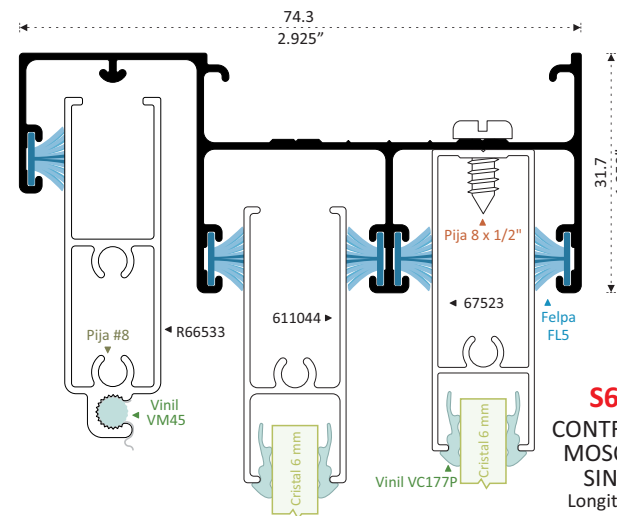 74.3
2.925”
31.7
Pija 8 x 1/2"
67523
611044
R66533
Felpa
FL5
Pija #8
Vinil
VM45
Cristal 6 mm
Cristal 6 mm
Vinil VC177P
S6
CONTR
MOSC
SIN
Longit